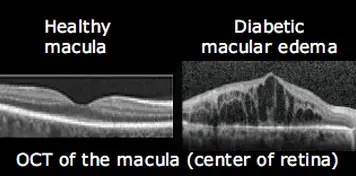 Healthy
macula
Diabetic
macular edema
OCT of the macula (center of retina)